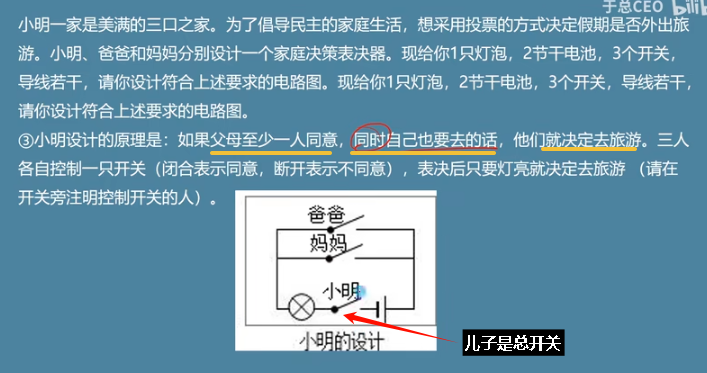 于总CEO bilibili
小明一家是美满的三口之家。为了倡导民主的家庭生活，想采用投票的方式决定假期是否外出旅
游。小明、爸爸和妈妈分别设计一个家庭决策表决器。现给你1只灯泡，2节干电池，3个开关，
导线若干，请你设计符合上述要求的电路图。现给你1只灯泡，2节干电池，3个开关，导线若干，
请你设计符合上述要求的电路图。
③小明设计的原理是：如果父母至少一人同意，同时自己也要去的话，他们就决定去旅游。三人
各自控制一只开关（闭合表示同意，断开表示不同意），表决后只要灯亮就决定去旅游 （请在
开关旁注明控制开关的人）。
爸爸
妈妈
小明
小明的设计
儿子是总开关